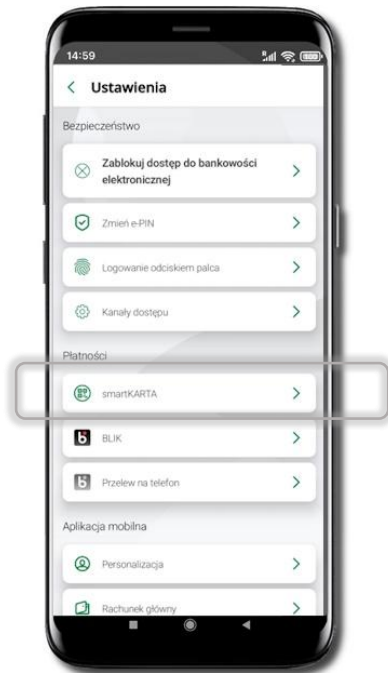 14:59
Ustawienia
Bezpieczeństwo
Zablokuj dostęp do bankowości
elektronicznej
Zmień e-PIN
Logowanie odciskiem palca
Kanały dostępu
Płatności
smartKARTA
BLIK
Przelew na telefon
Aplikacja mobilna
Personalizacja
Rachunek główny